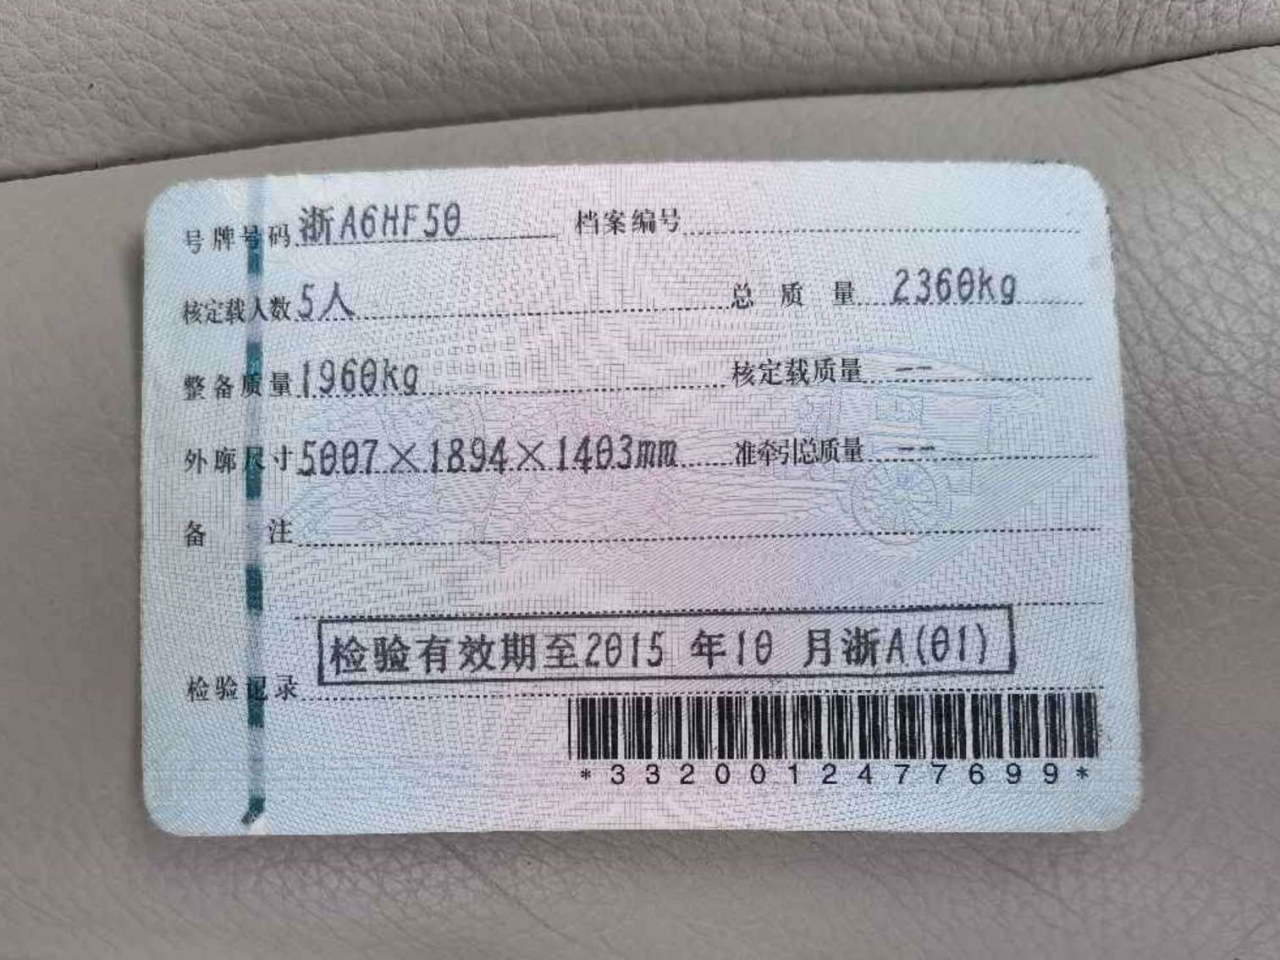 号牌号码 浙A6HF50 档案编号
核定载人数 5人 总质量 2360kg
整备质量 1960kg 核定载质量 --
外廓尺寸 5007×1894×1403mm 准牵引总质量 --
备注
检验有效期至2015 年10 月浙A(01)
检验记录
*3320012477699*